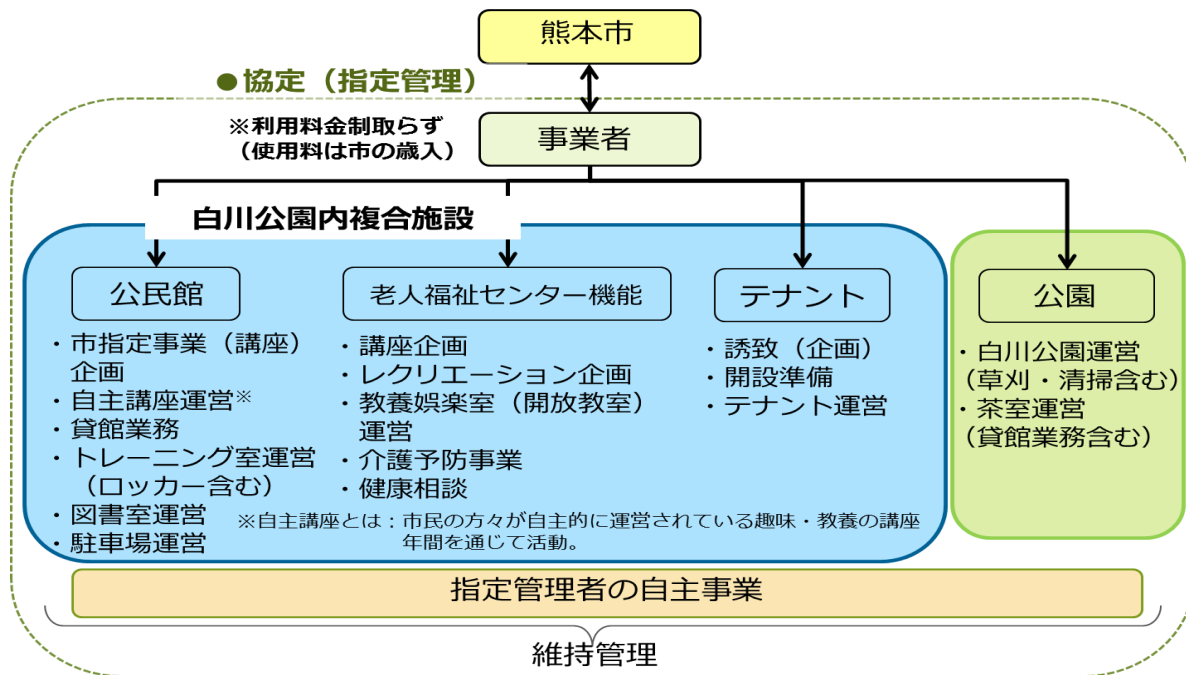 熊本市
●協定（指定管理）
※利用料金制取らず
（使用料は市の歳入）
事業者
白川公園内複合施設
公民館
・市指定事業（講座）
企画
・自主講座運営※
・貸館業務
・トレーニング室運営
（ロッカー含む）
・図書室運営
・駐車場運営
老人福祉センター機能
・講座企画
・レクリエーション企画
・教養娯楽室（開放教室）
運営
・介護予防事業
・健康相談
テナント
・誘致（企画）
・開設準備
・テナント運営
※自主講座とは：市民の方々が自主的に運営されている趣味・教養の講座
年間を通じて活動。
公園
・白川公園運営
（草刈・清掃含む）
・茶室運営
（貸館業務含む）
指定管理者の自主事業
維持管理